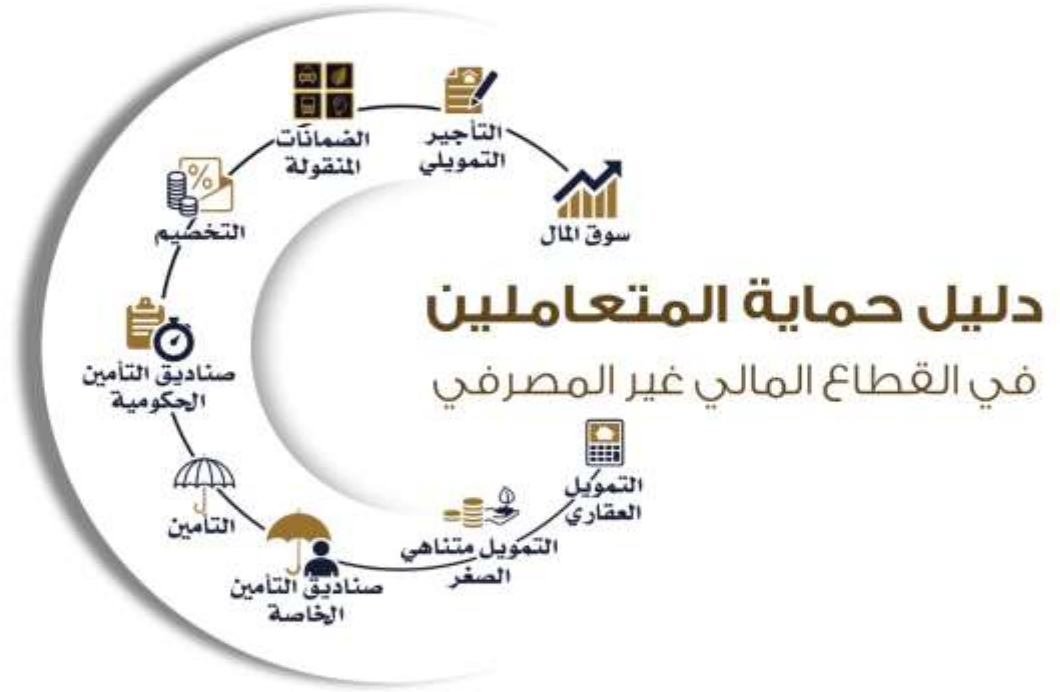 دليل حماية المتعاملين
في القطاع المالي غير المصرفي
سوق المال
التأجير
التمويلي
الضمانات
المنقولة
التخصيم
صناديق التأمين
الحكومية
التأمين
صناديق التأمين
الخاصة
التمويل متناهي
الصغر
التمويل
العقاري